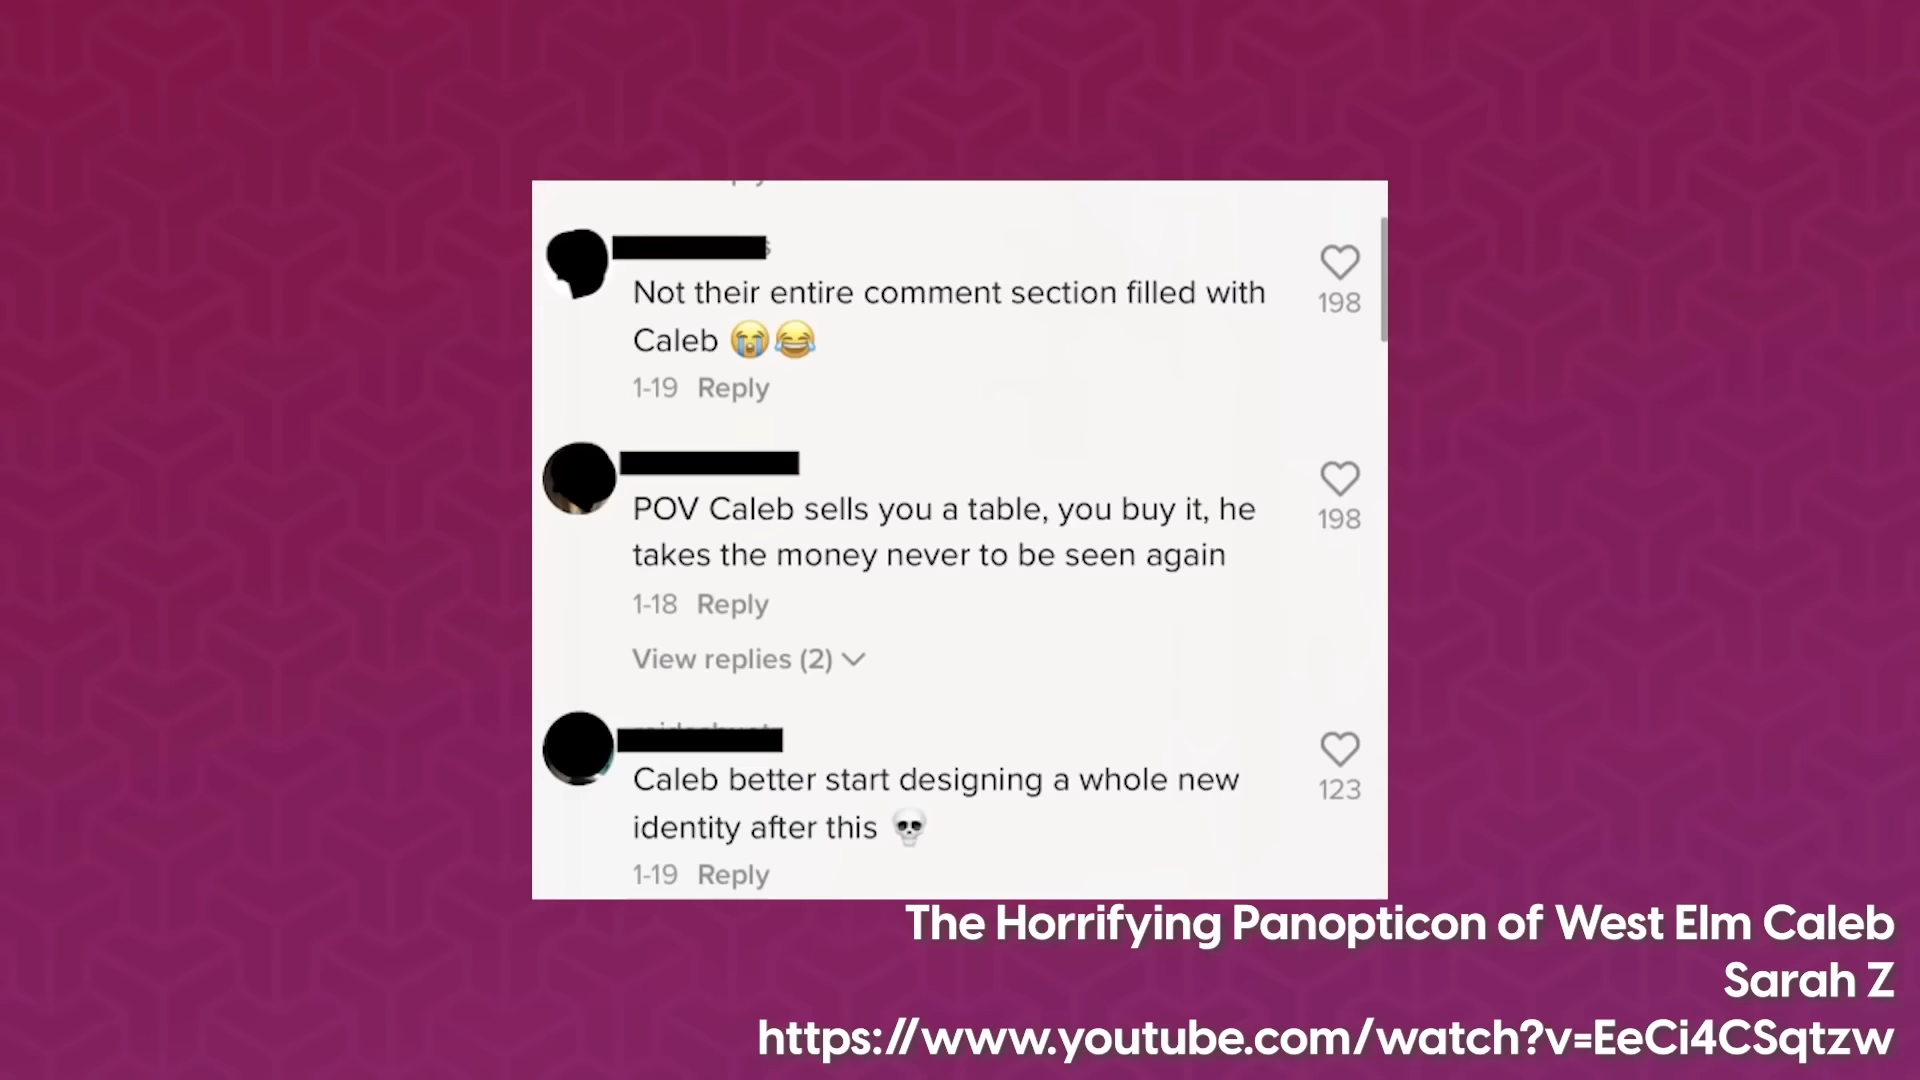 Not their entire comment section filled with
Caleb 😭😂
198
1-19 Reply
POV Caleb sells you a table, you buy it, he
takes the money never to be seen again
198
1-18 Reply
View replies (2)
Caleb better start designing a whole new
identity after this 💀
123
1-19 Reply
The Horrifying Panopticon of West Elm Caleb
Sarah Z
https://www.youtube.com/watch?v=EeCi4CSqtzw